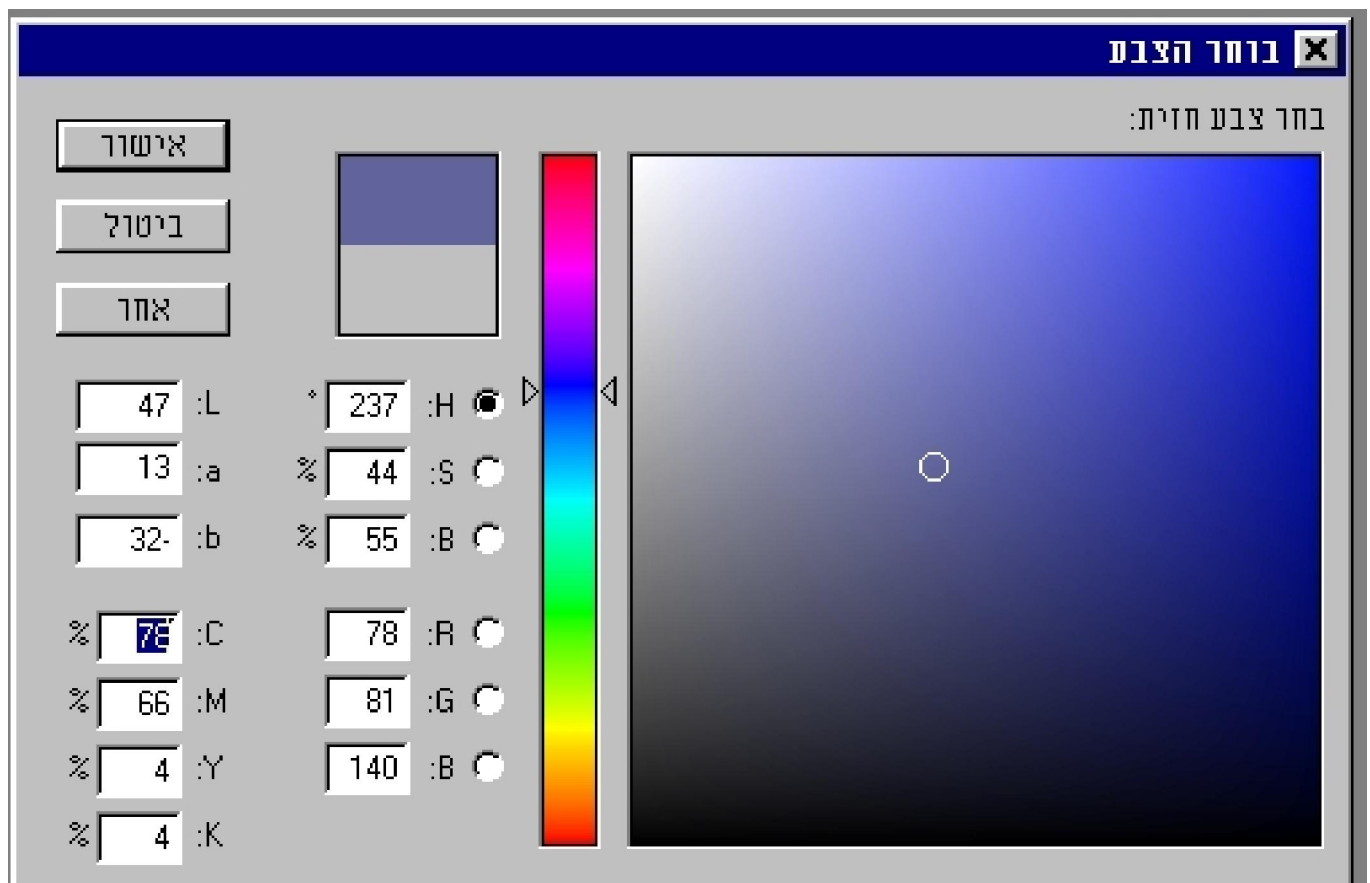 בוחר הצבע
בחר צבע חזית:
אישור
ביטול
אחר
H: 237 °
S: 44 %
B: 55 %
R: 78
G: 81
B: 140
L: 47
a: 13
b: 32-
C: 78 %
M: 66 %
Y: 4 %
K: 4 %